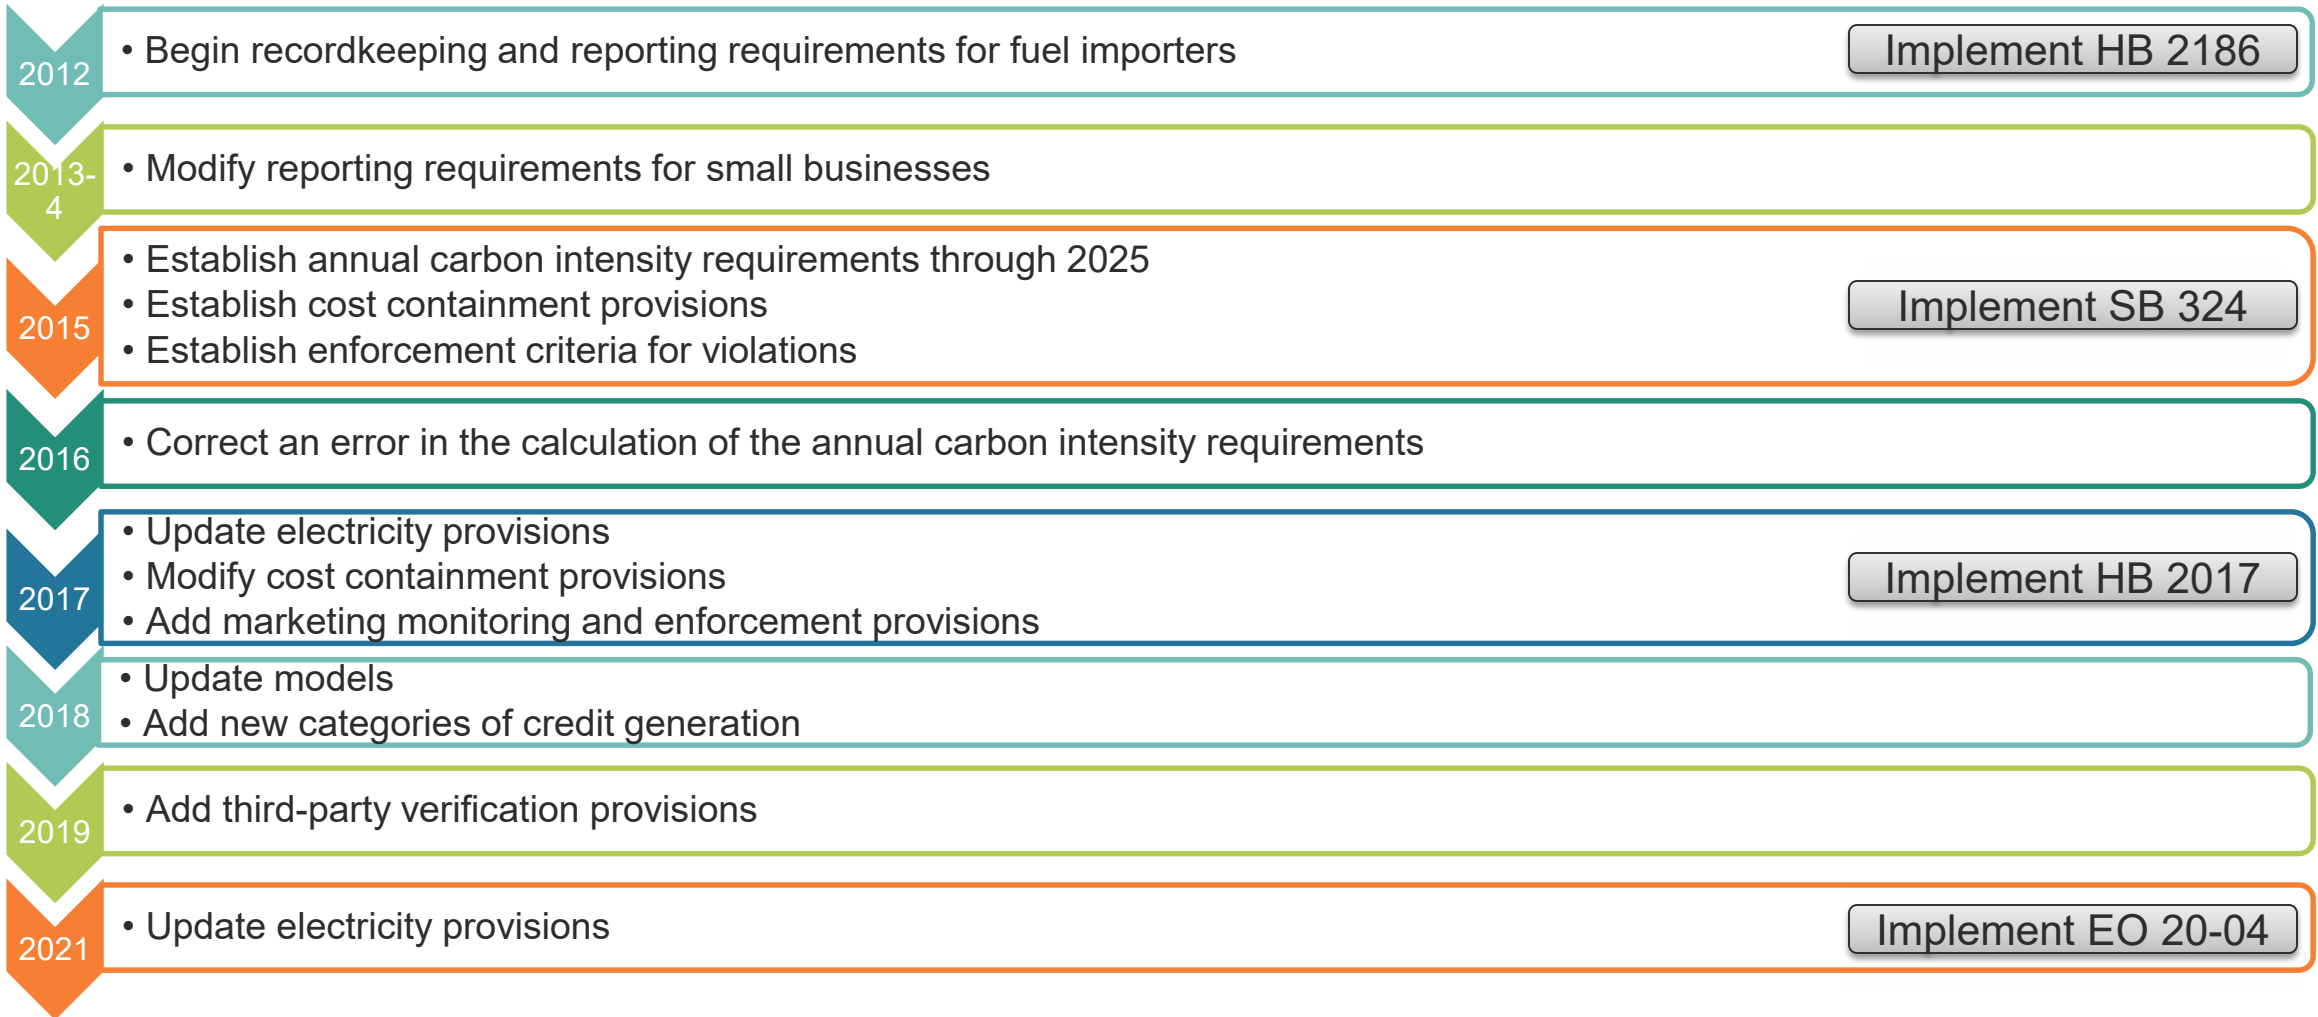 2012
• Begin recordkeeping and reporting requirements for fuel importers
Implement HB 2186
2013-
4
• Modify reporting requirements for small businesses
2015
• Establish annual carbon intensity requirements through 2025
• Establish cost containment provisions
• Establish enforcement criteria for violations
Implement SB 324
2016
• Correct an error in the calculation of the annual carbon intensity requirements
2017
• Update electricity provisions
• Modify cost containment provisions
• Add marketing monitoring and enforcement provisions
Implement HB 2017
2018
• Update models
• Add new categories of credit generation
2019
• Add third-party verification provisions
2021
• Update electricity provisions
Implement EO 20-04